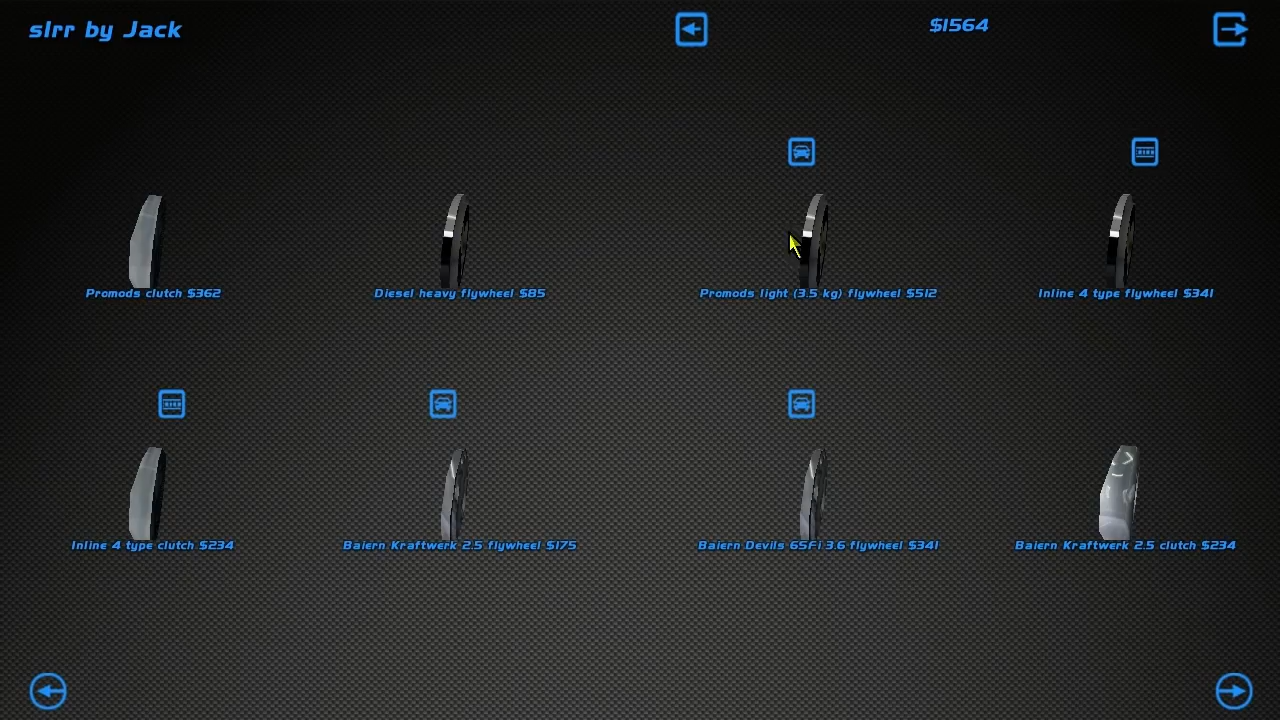 slrr by Jack
$1564
Promods clutch $362
Diesel heavy flywheel $85
Promods light (3.5 kg) flywheel $512
Inline 4 type flywheel $341
Inline 4 type clutch $234
Baiern Kraftwerk 2.5 flywheel $175
Baiern Devils 6SFi 3.6 flywheel $341
Baiern Kraftwerk 2.5 clutch $234